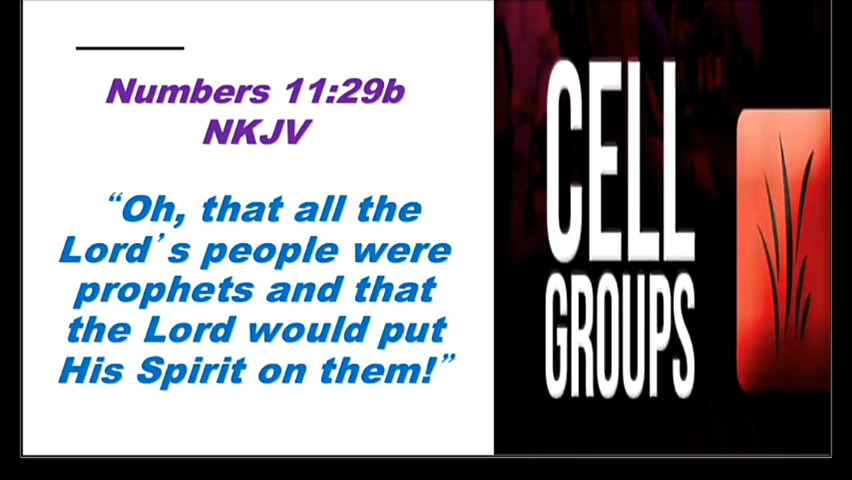 Numbers 11:29b
NKJV
“Oh, that all the
Lord’s people were
prophets and that
the Lord would put
His Spirit on them!”
CELL
GROUPS